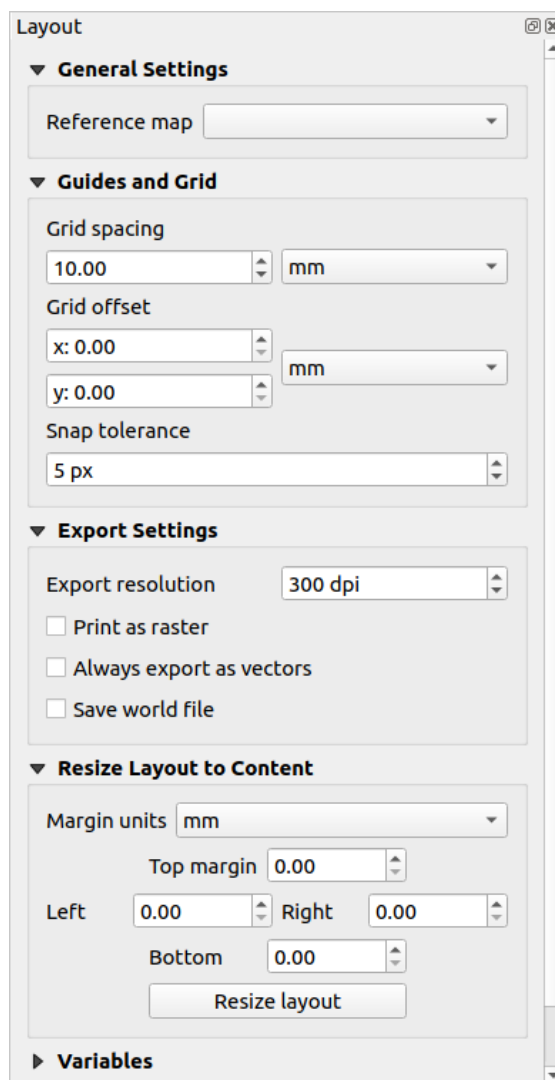 Layout
General Settings
Reference map
Guides and Grid
Grid spacing
10.00 mm
Grid offset
x: 0.00
mm
y: 0.00
Snap tolerance
5 px
Export Settings
Export resolution 300 dpi
Print as raster
Always export as vectors
Save world file
Resize Layout to Content
Margin units mm
Top margin 0.00
Left 0.00 Right 0.00
Bottom 0.00
Resize layout
Variables